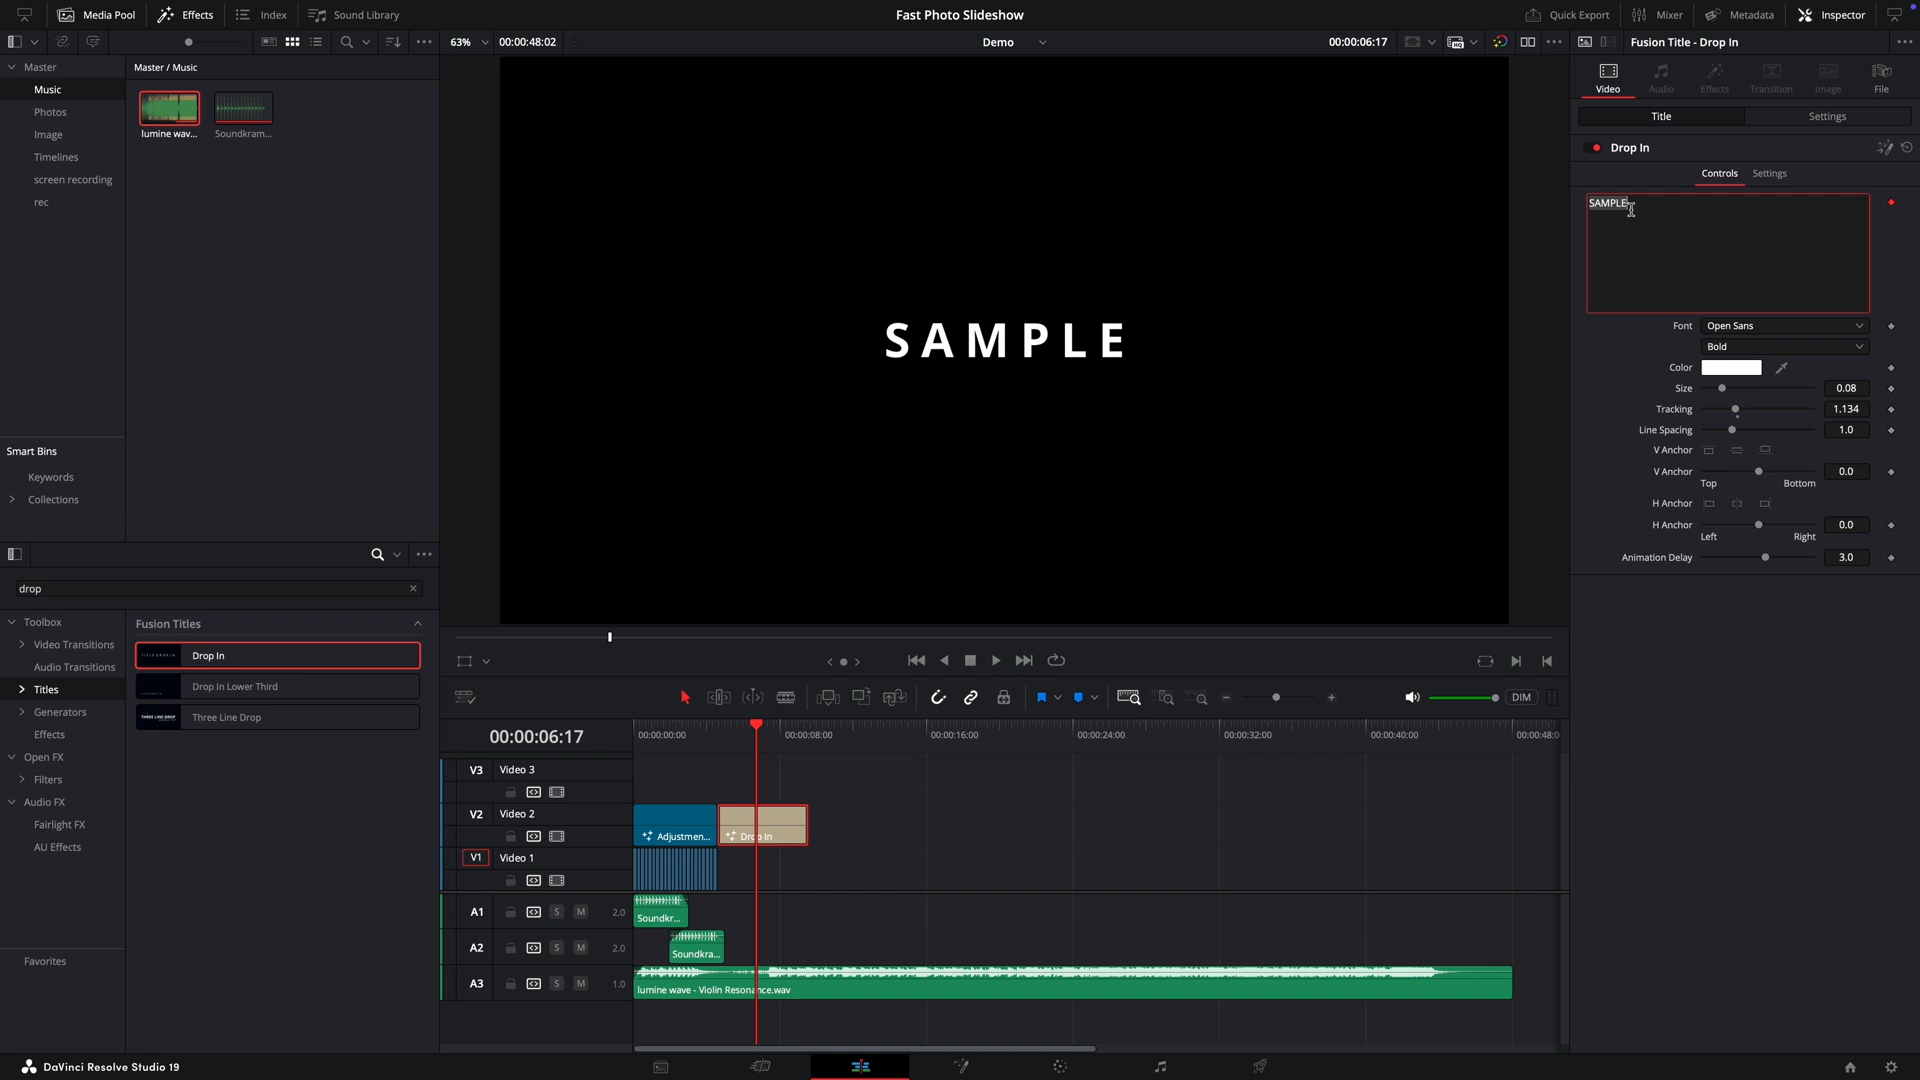 Media Pool
Effects
Index
Sound Library
Fast Photo Slideshow
Quick Export
Mixer
Metadata
Inspector
63%
00:00:48:02
Demo
00:00:06:17
Fusion Title - Drop In
Master
Music
Photos
Image
Timelines
screen recording
rec
Master / Music
lumine wav...
Soundkram...
Smart Bins
Keywords
Collections
SAMPLE
Video
Audio
Effects
Transition
Image
File
Title
Settings
Drop In
Controls
Settings
SAMPLE
Font
Open Sans
Bold
Color
Size
0.08
Tracking
1.134
Line Spacing
1.0
V Anchor
V Anchor
0.0
Top
Bottom
H Anchor
H Anchor
0.0
Left
Right
Animation Delay
3.0
drop
Toolbox
Video Transitions
Audio Transitions
Titles
Generators
Effects
Open FX
Filters
Audio FX
Fairlight FX
AU Effects
Favorites
Fusion Titles
Drop In
Drop In Lower Third
THREE LINE DROP
Three Line Drop
DIM
00:00:06:17
00:00:00:00
00:00:08:00
00:00:16:00
00:00:24:00
00:00:32:00
00:00:40:00
00:00:48:0
V3
Video 3
V2
Video 2
Adjustmen...
Drop In
V1
Video 1
A1
S
M
2.0
Soundkr...
A2
S
M
2.0
Soundkra...
A3
S
M
1.0
lumine wave - Violin Resonance.wav
DaVinci Resolve Studio 19